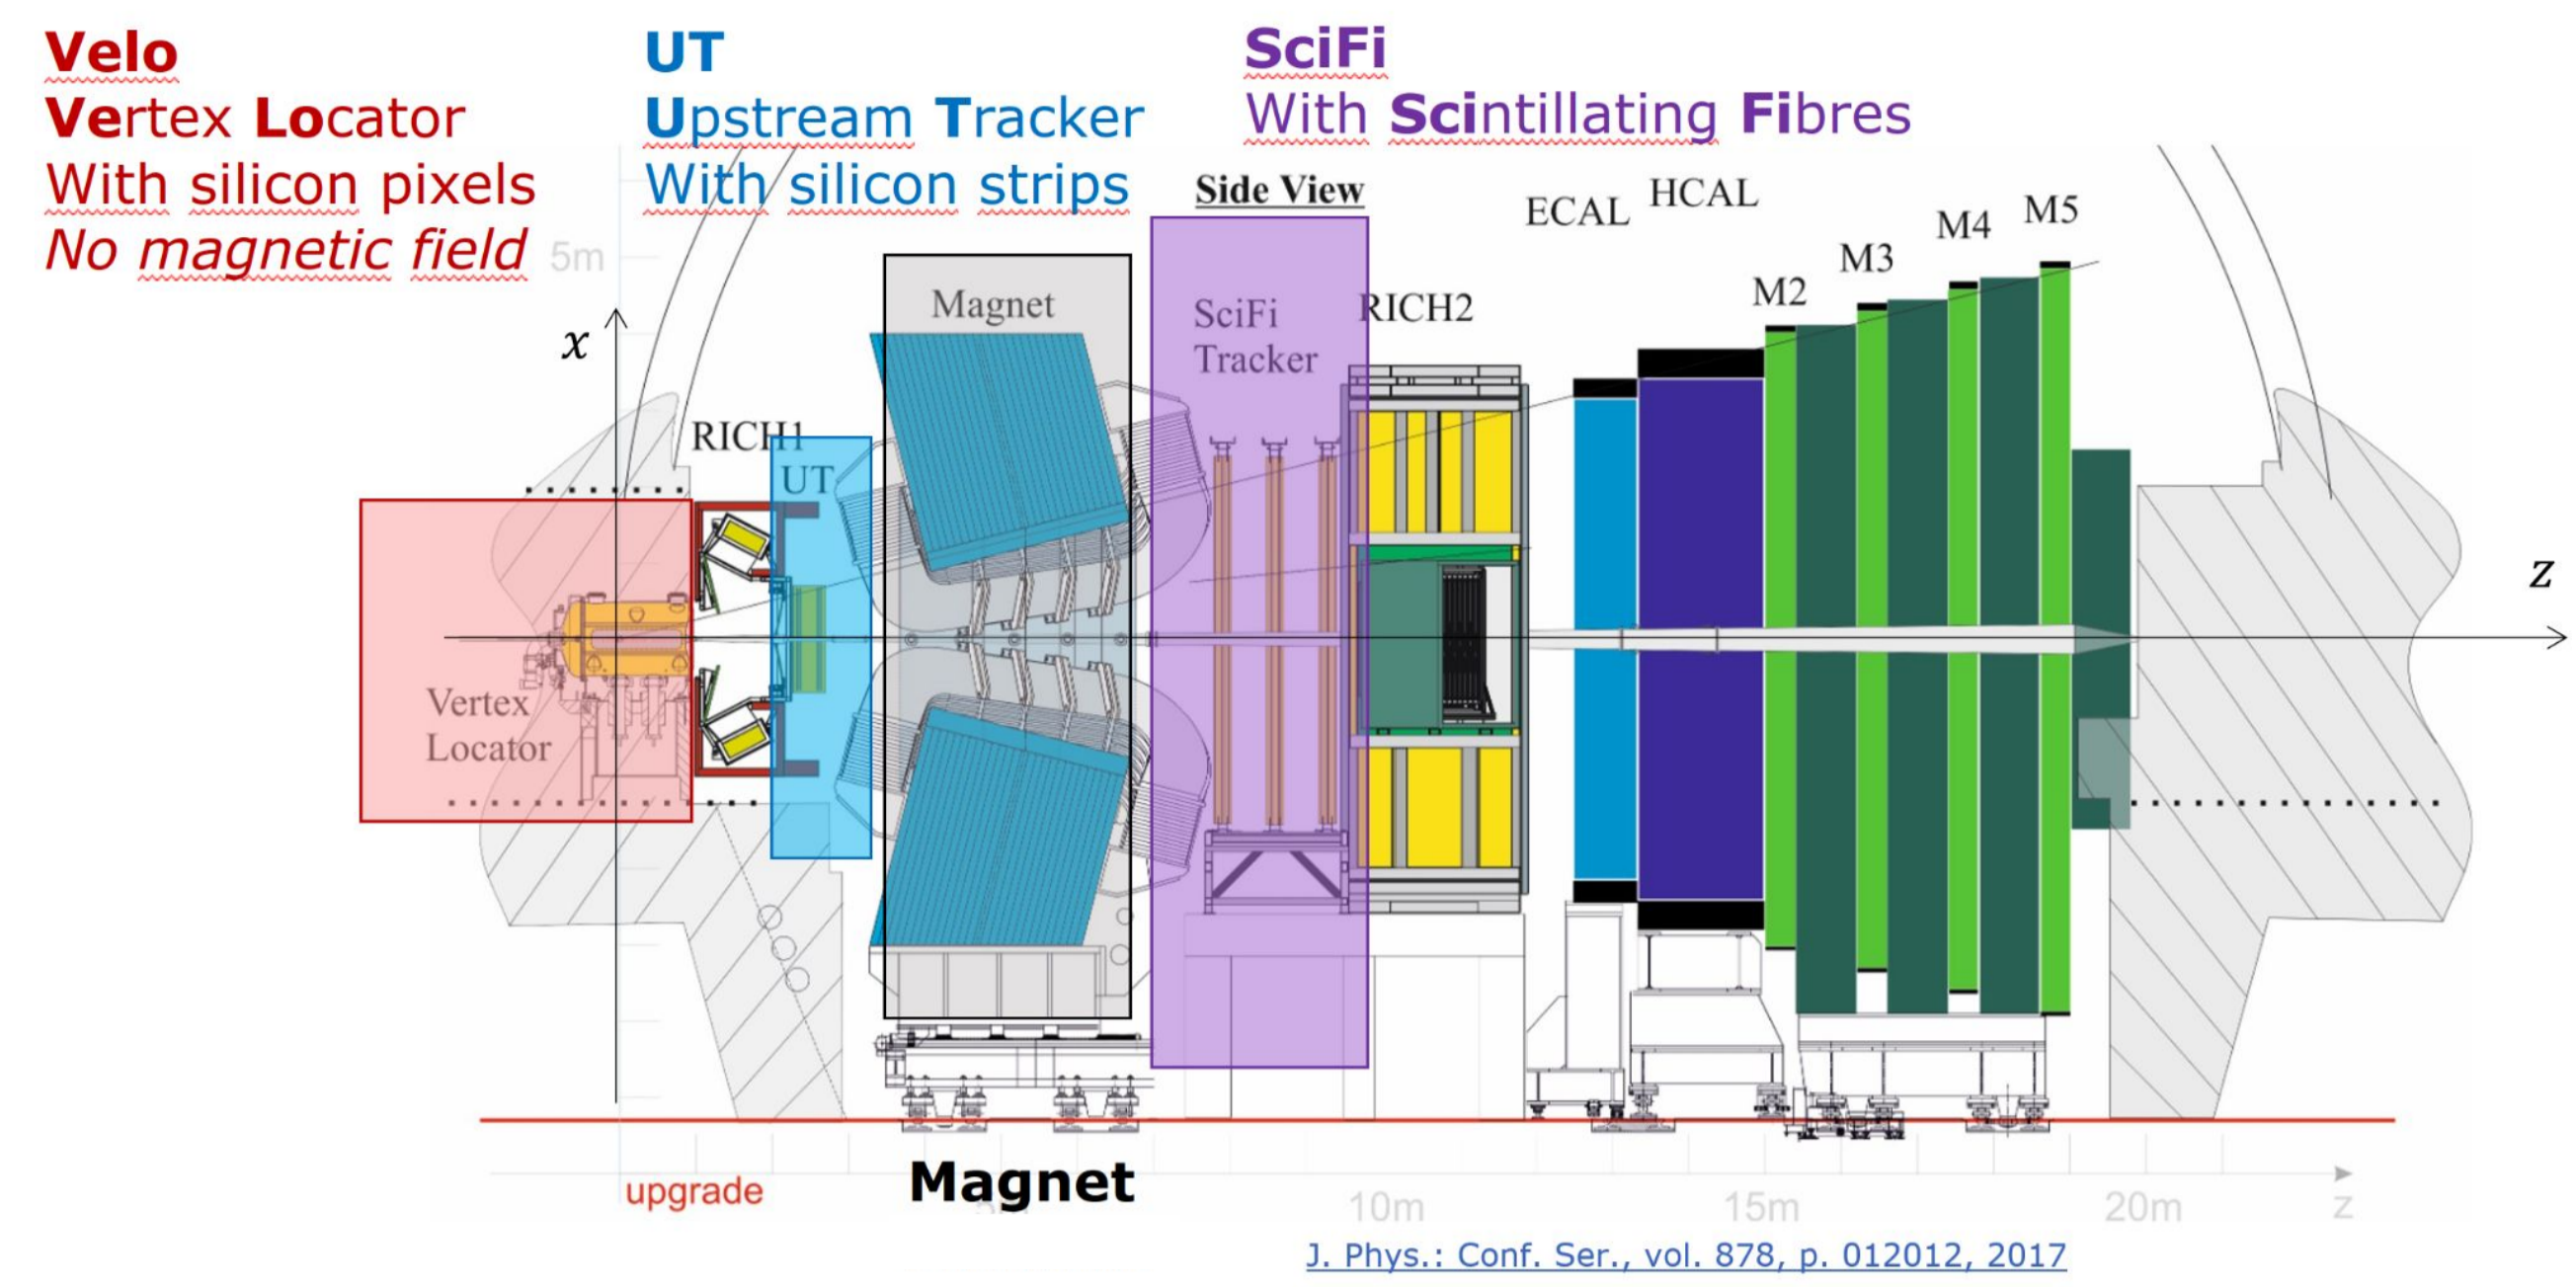 Velo
Vertex Locator
With silicon pixels
No magnetic field
UT
Upstream Tracker
With silicon strips
SciFi
With Scintillating Fibres
Side View
ECAL
HCAL
M2
M3
M4
M5
5m
x
Magnet
SciFi
Tracker
RICH2
RICH1
UT
z
Vertex
Locator
upgrade
Magnet
10m
15m
20m
z
J. Phys.: Conf. Ser., vol. 878, p. 012012, 2017